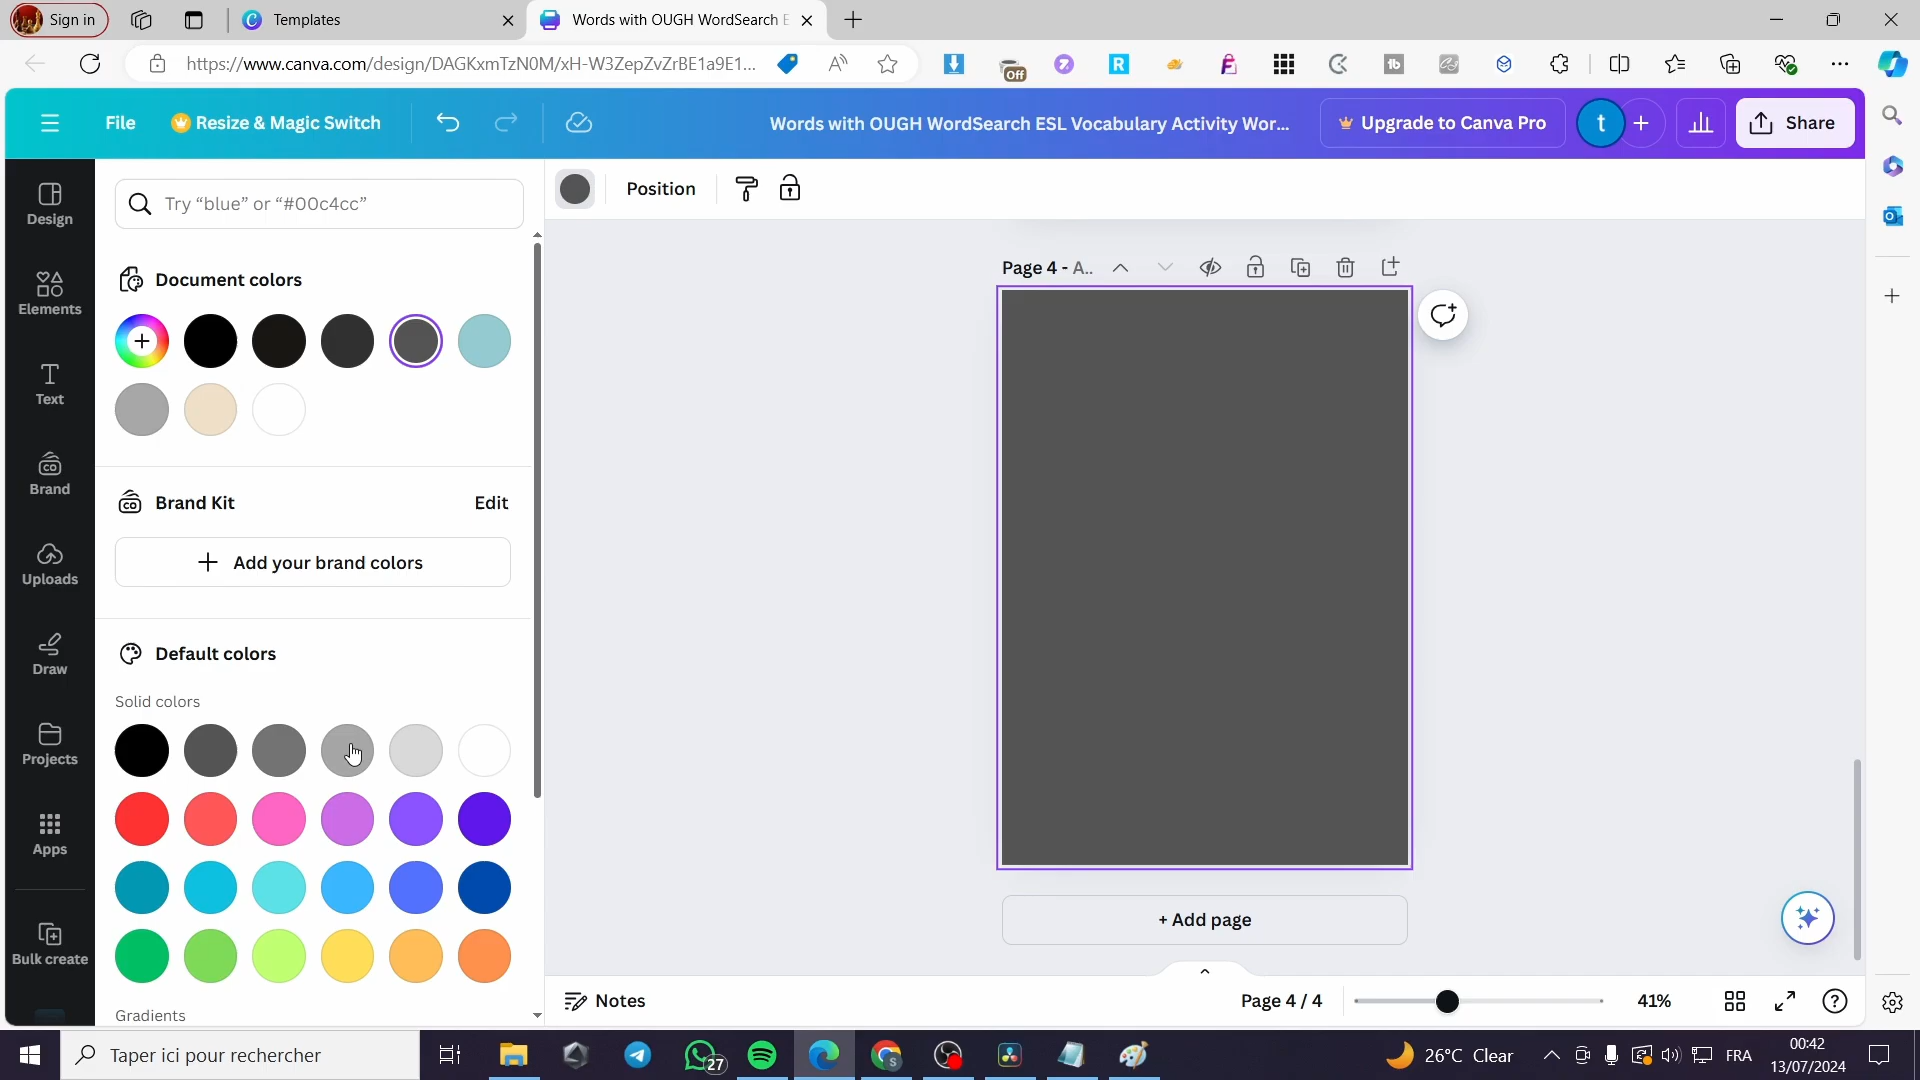 Sign in
Templates
Words with OUGH WordSearch E
https://www.canva.com/design/DAGKxmTzN0M/xH-W3ZepZvZrBE1a9E1...
Off
File
Resize & Magic Switch
Words with OUGH WordSearch ESL Vocabulary Activity Wor...
Upgrade to Canva Pro
t
Share
Design
Elements
Text
Brand
Uploads
Draw
Projects
Apps
Bulk create
Try “blue” or “#00c4cc”
Document colors
Brand Kit
Edit
Add your brand colors
Default colors
Solid colors
Gradients
Position
Page 4 - A..
+ Add page
Notes
Page 4 / 4
41%
Taper ici pour rechercher
27
26°C Clear
FRA
00:42
13/07/2024